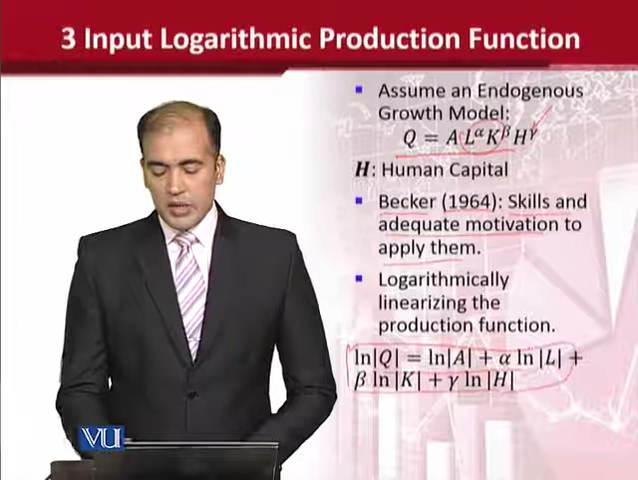 3 Input Logarithmic Production Function
▪ Assume an Endogenous
Growth Model:
Q = A L^α K^β H^γ
H: Human Capital
▪ Becker (1964): Skills and
adequate motivation to
apply them.
▪ Logarithmically
linearizing the
production function.
ln|Q| = ln|A| + α ln|L| +
β ln|K| + γ ln|H|
VU